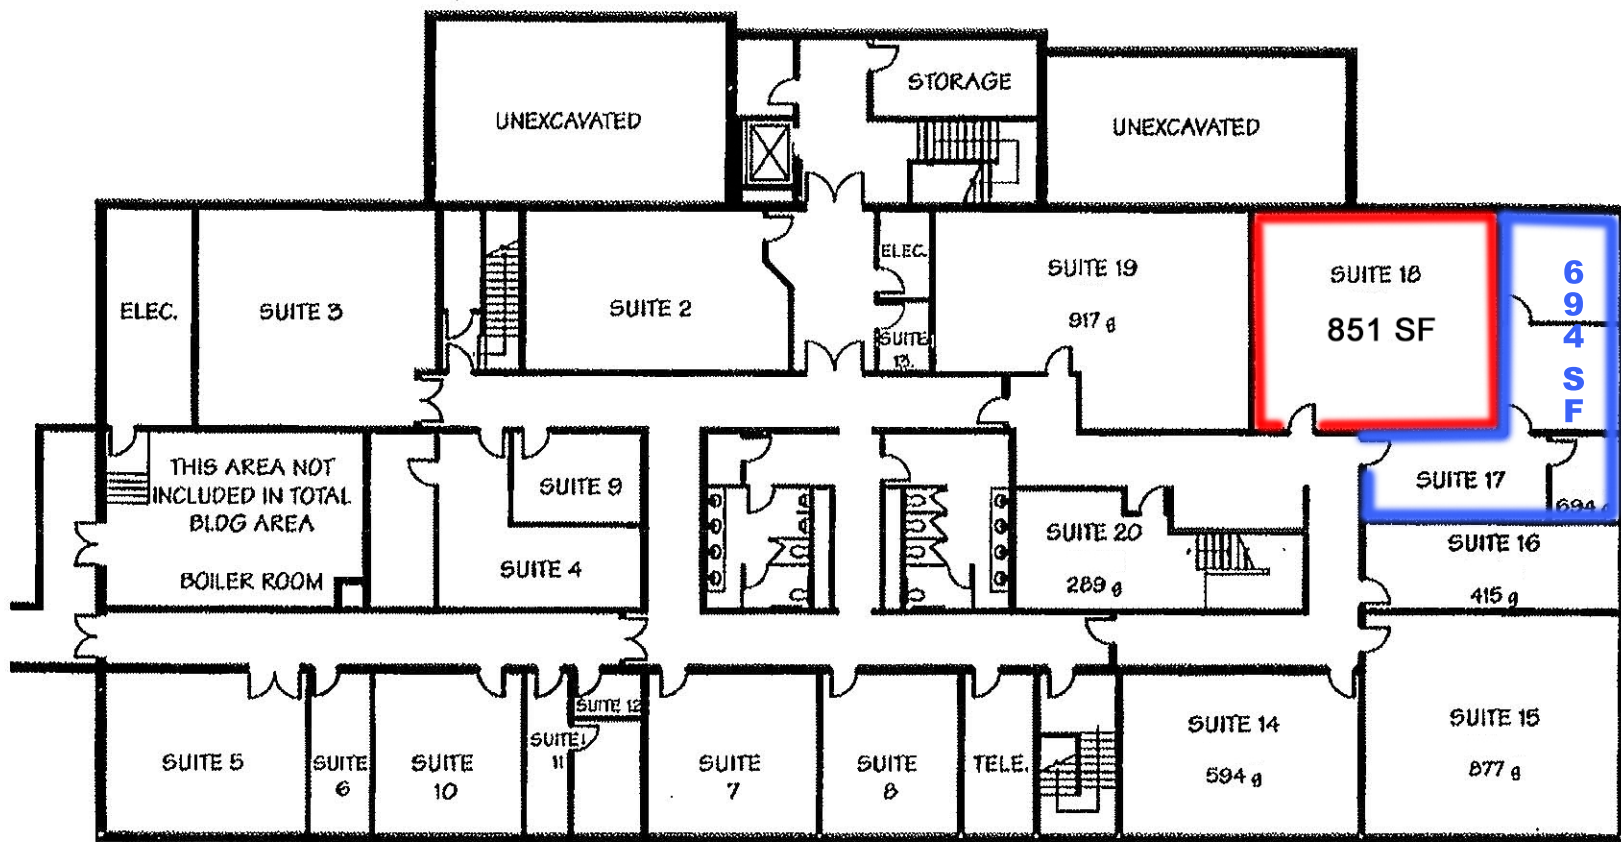 STORAGE
UNEXCAVATED
UNEXCAVATED
ELEC.
SUITE 19
SUITE 18
694 SF
ELEC.
SUITE 3
SUITE 2
917 g
851 SF
SUITE
13.
THIS AREA NOT
INCLUDED IN TOTAL
BLDG AREA
SUITE 9
SUITE 17
694 g
SUITE 20
SUITE 16
BOILER ROOM
SUITE 4
289 g
415 g
SUITE 12
SUITE 14
SUITE 15
SUITE 5
SUITE
6
SUITE
10
SUITE
11
SUITE
7
SUITE
8
TELE.
594 g
877 g